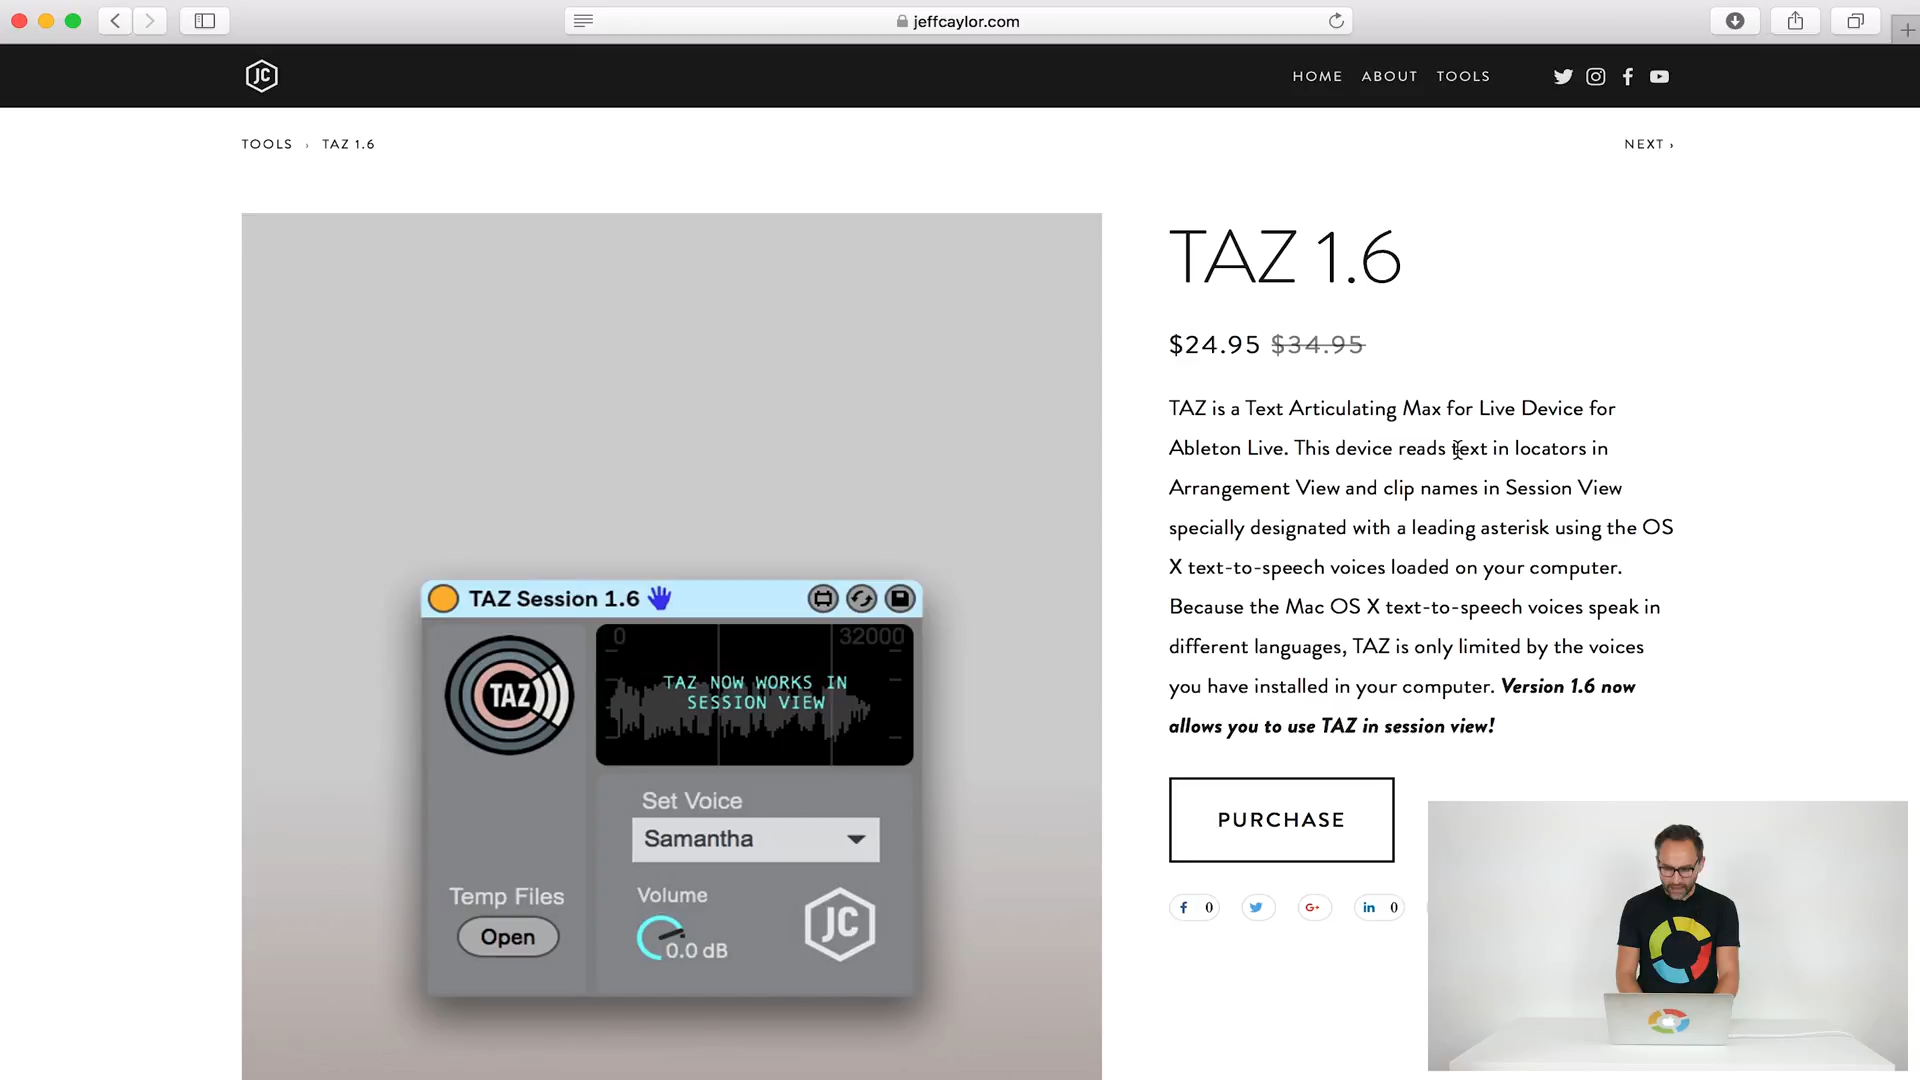 jeffcaylor.com
JC
HOME ABOUT TOOLS
TOOLS › TAZ 1.6
NEXT ›
TAZ 1.6
$24.95 $34.95
TAZ is a Text Articulating Max for Live Device for
Ableton Live. This device reads text in locators in
Arrangement View and clip names in Session View
specially designated with a leading asterisk using the OS
X text-to-speech voices loaded on your computer.
Because the Mac OS X text-to-speech voices speak in
different languages, TAZ is only limited by the voices
you have installed in your computer. Version 1.6 now
allows you to use TAZ in session view!
PURCHASE
f 0
G+
in 0
TAZ Session 1.6
TAZ
0 32000
TAZ NOW WORKS IN
SESSION VIEW
Set Voice
Samantha
Temp Files
Open
Volume
0.0 dB
JC